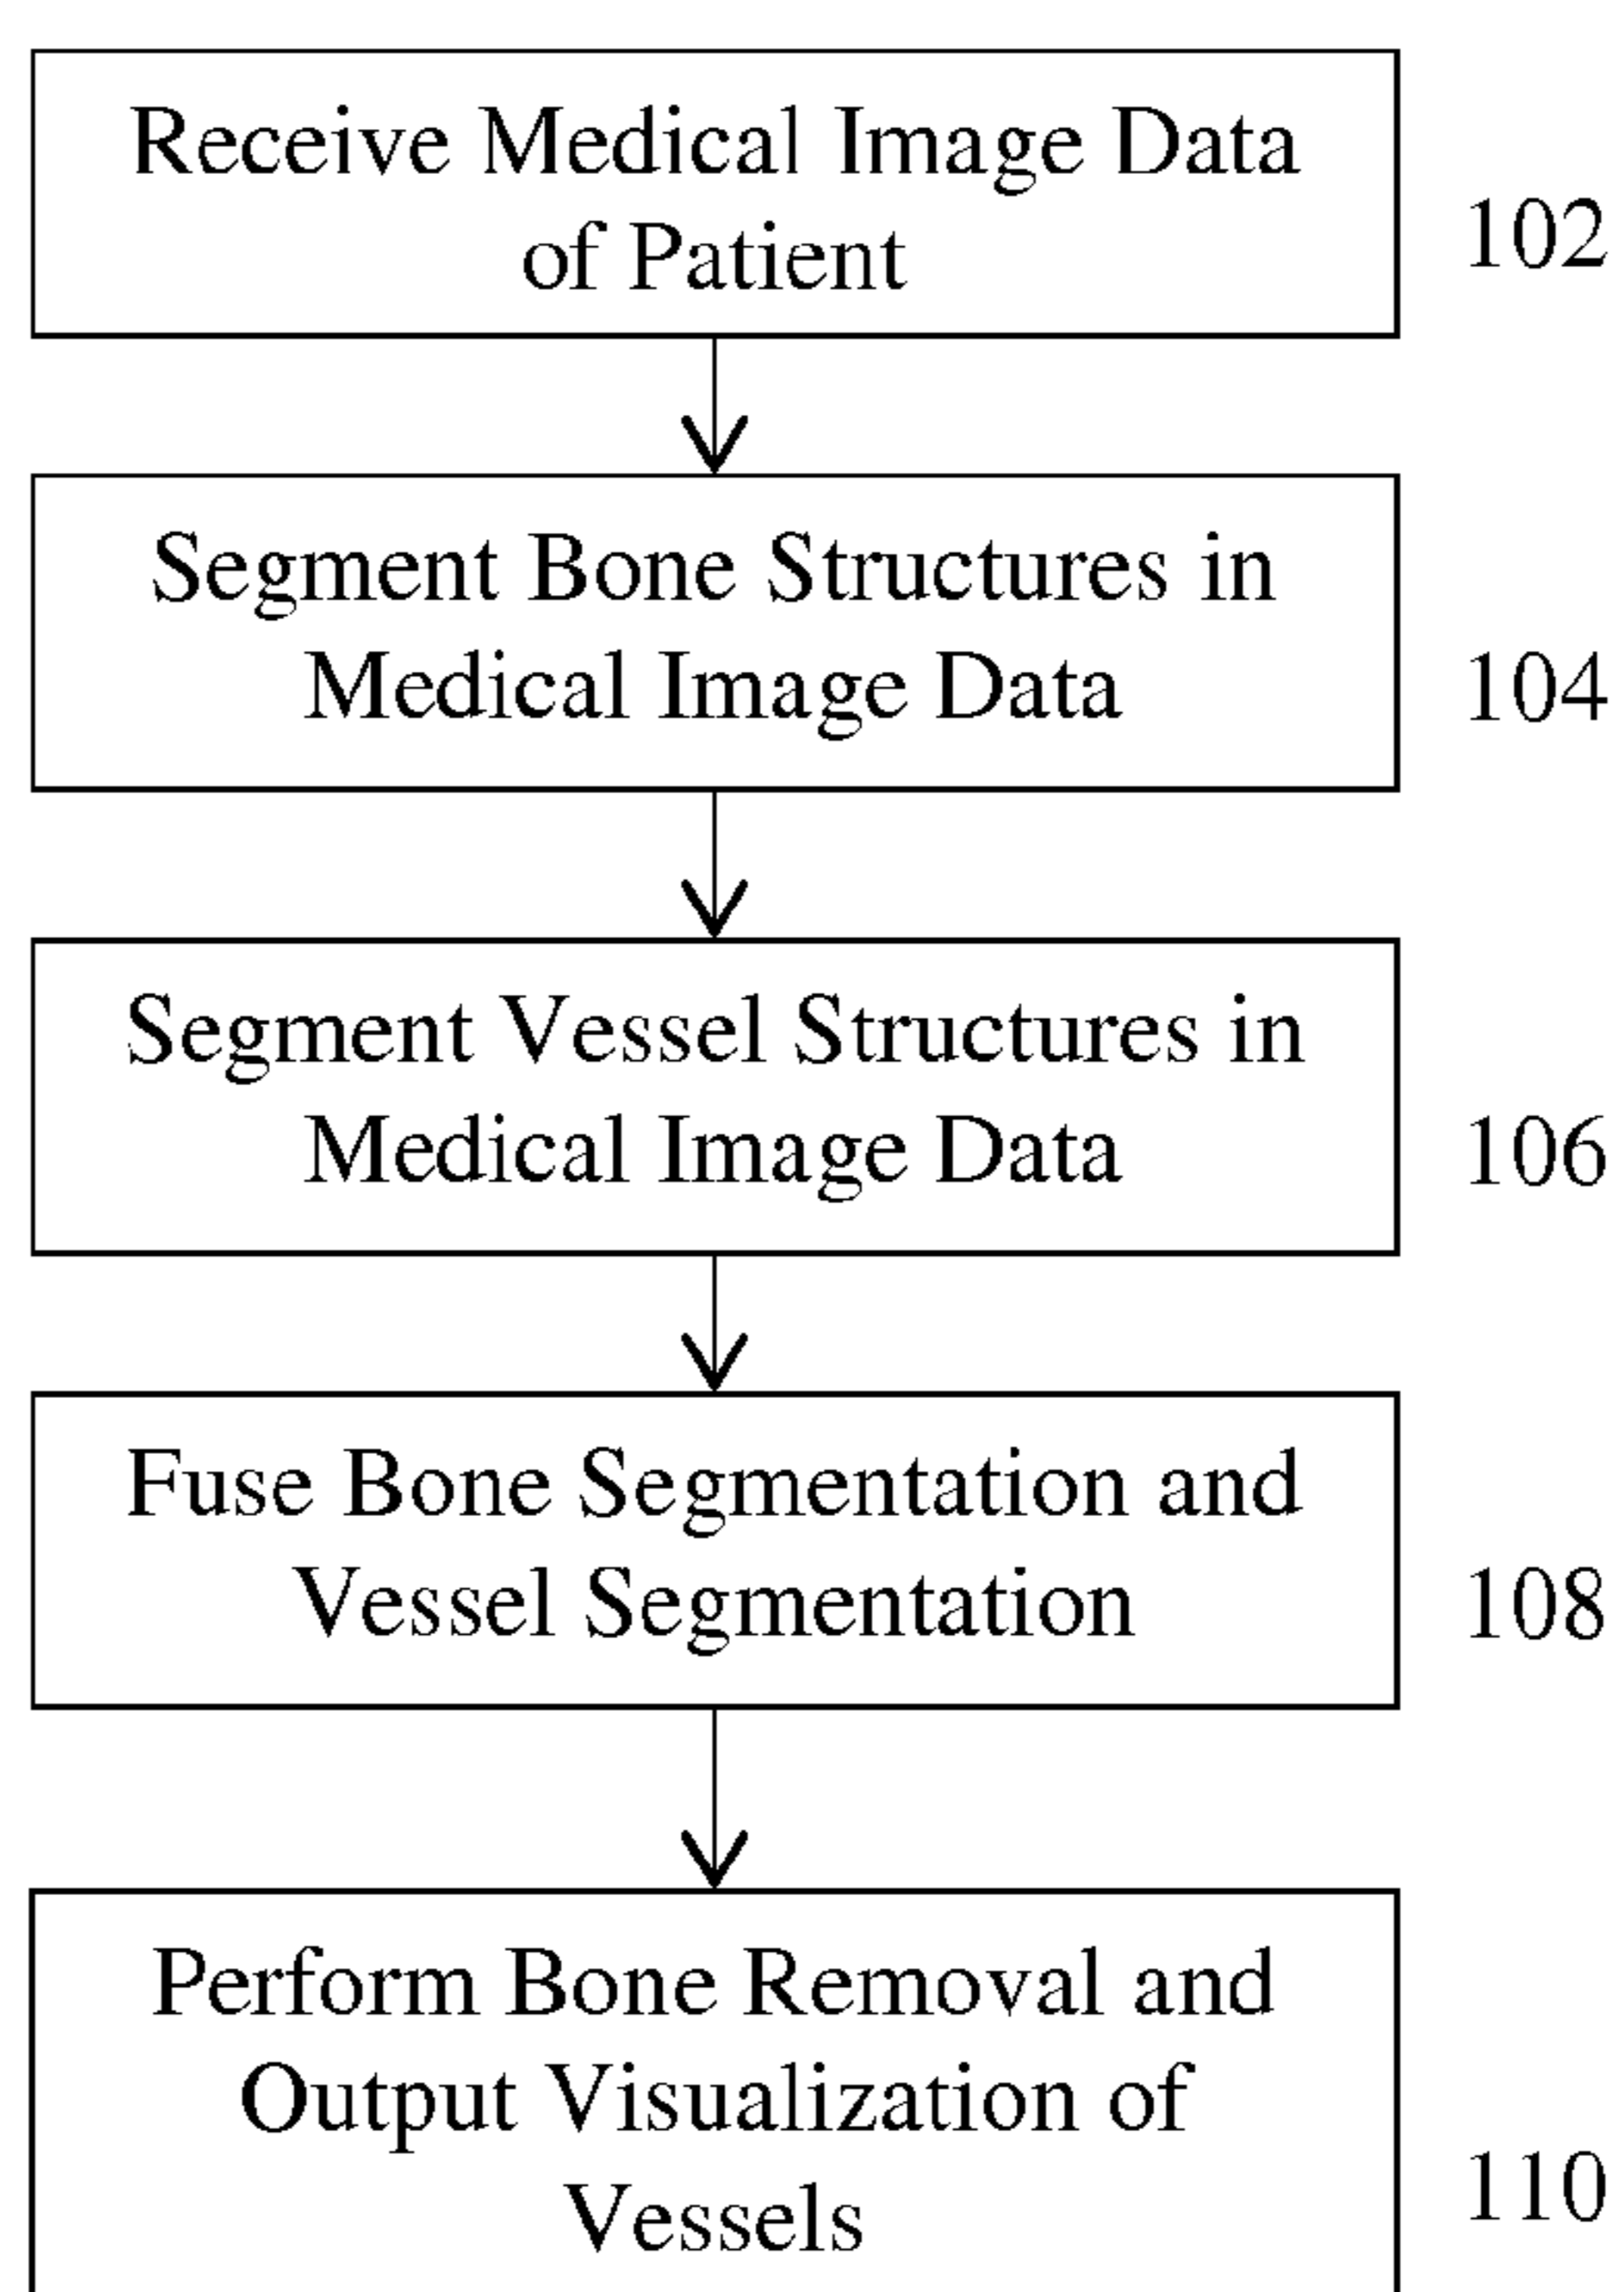 Receive Medical Image Data
of Patient
102
Segment Bone Structures in
Medical Image Data
104
Segment Vessel Structures in
Medical Image Data
106
Fuse Bone Segmentation and
Vessel Segmentation
108
Perform Bone Removal and
Output Visualization of
Vessels
110